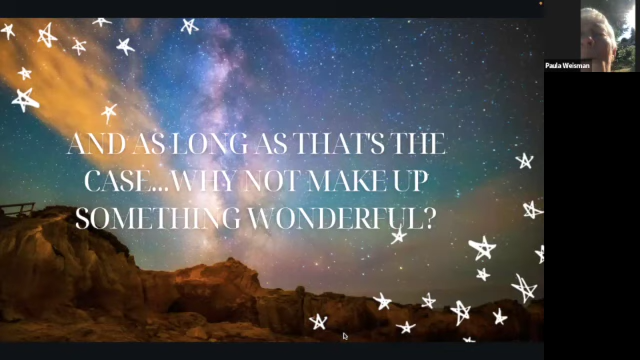 AND AS LONG AS THAT'S THE
CASE...WHY NOT MAKE UP
SOMETHING WONDERFUL?
Paula Weisman